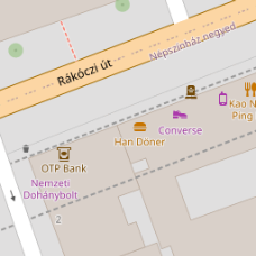 Népszínház negyed
Rákóczi út
Kao N
Ping
Converse
Han Döner
OTP Bank
Nemzeti
Dohánybolt
2